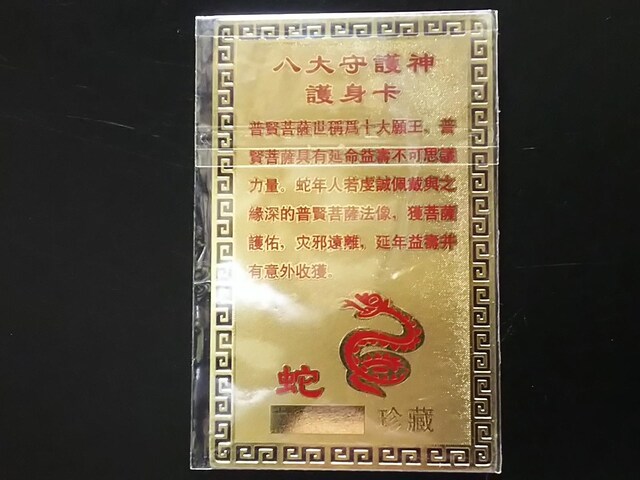 八大守護神
護身卡
普賢菩薩世稱爲十大願王、普
賢菩薩具有延命益壽不可思議
力量。蛇年人若虔誠佩戴與之
緣深的普賢菩薩法像，獲菩薩
護佑，灾邪遠離，延年益壽并
有意外收獲。
蛇
珍藏